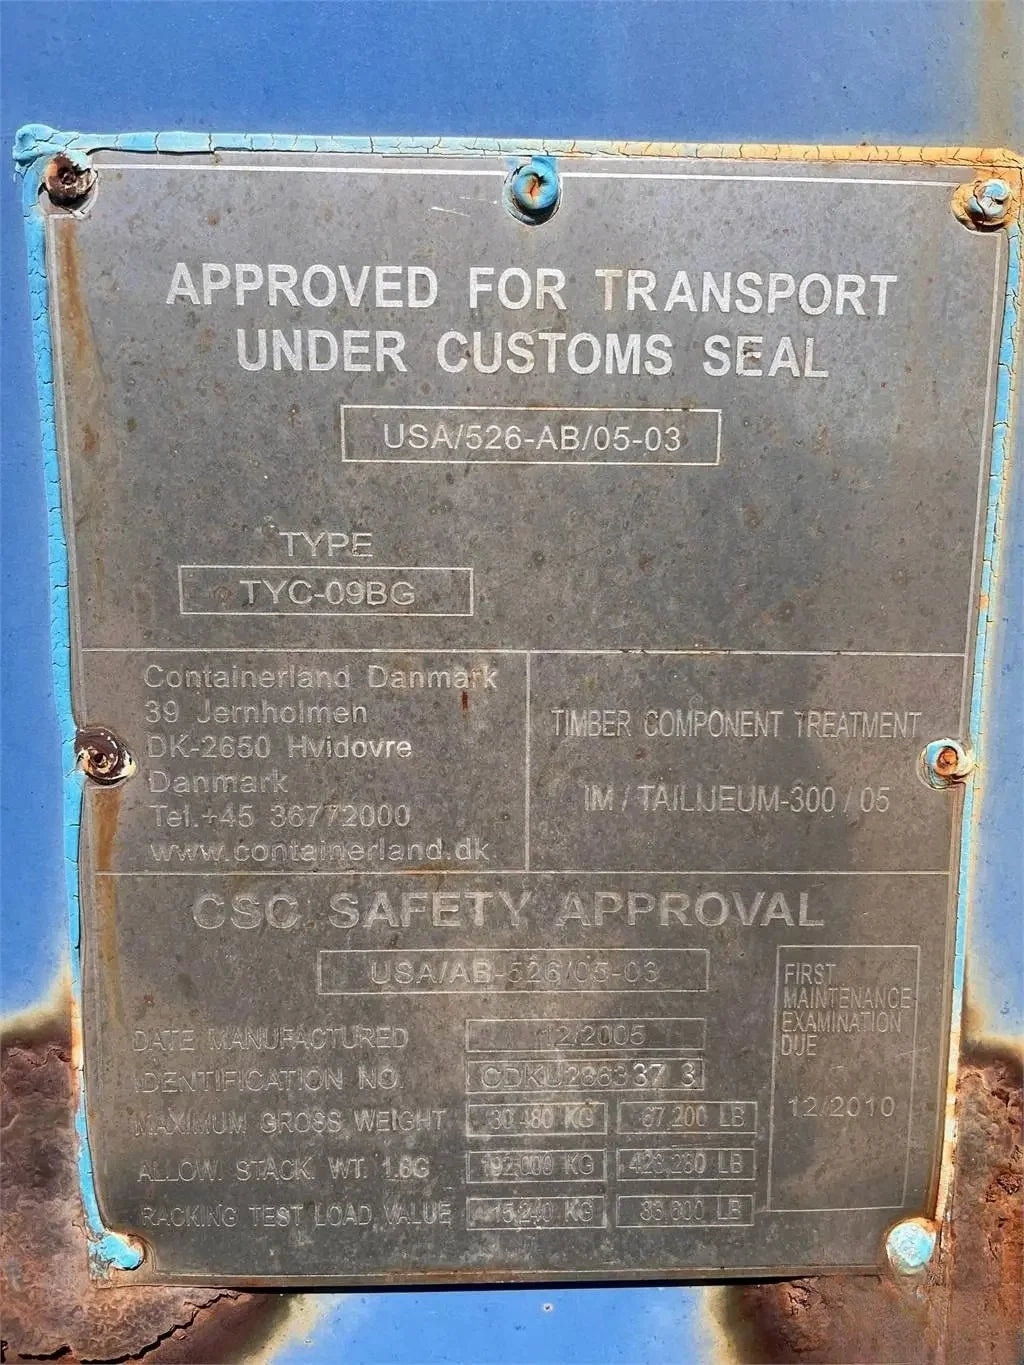 APPROVED FOR TRANSPORT
UNDER CUSTOMS SEAL
USA/526-AB/05-03
TYPE
TYC-09BG
Containerland Danmark
39 Jernholmen
DK-2650 Hvidovre
Danmark
Tel.+45 36772000
www.containerland.dk
TIMBER COMPONENT TREATMENT
IM / TAILIJEUM-300 / 05
CSC SAFETY APPROVAL
USA/AB-526/05-03
DATE MANUFACTURED 12/2005
IDENTIFICATION NO. CDKU286337 3
MAXIMUM GROSS WEIGHT 30,480 KG 67,200 LB
ALLOW. STACK. WT. 1.8G 192,000 KG 423,280 LB
RACKING TEST LOAD VALUE 15,240 KG 33,600 LB
FIRST
MAINTENANCE
EXAMINATION
DUE
12/2010